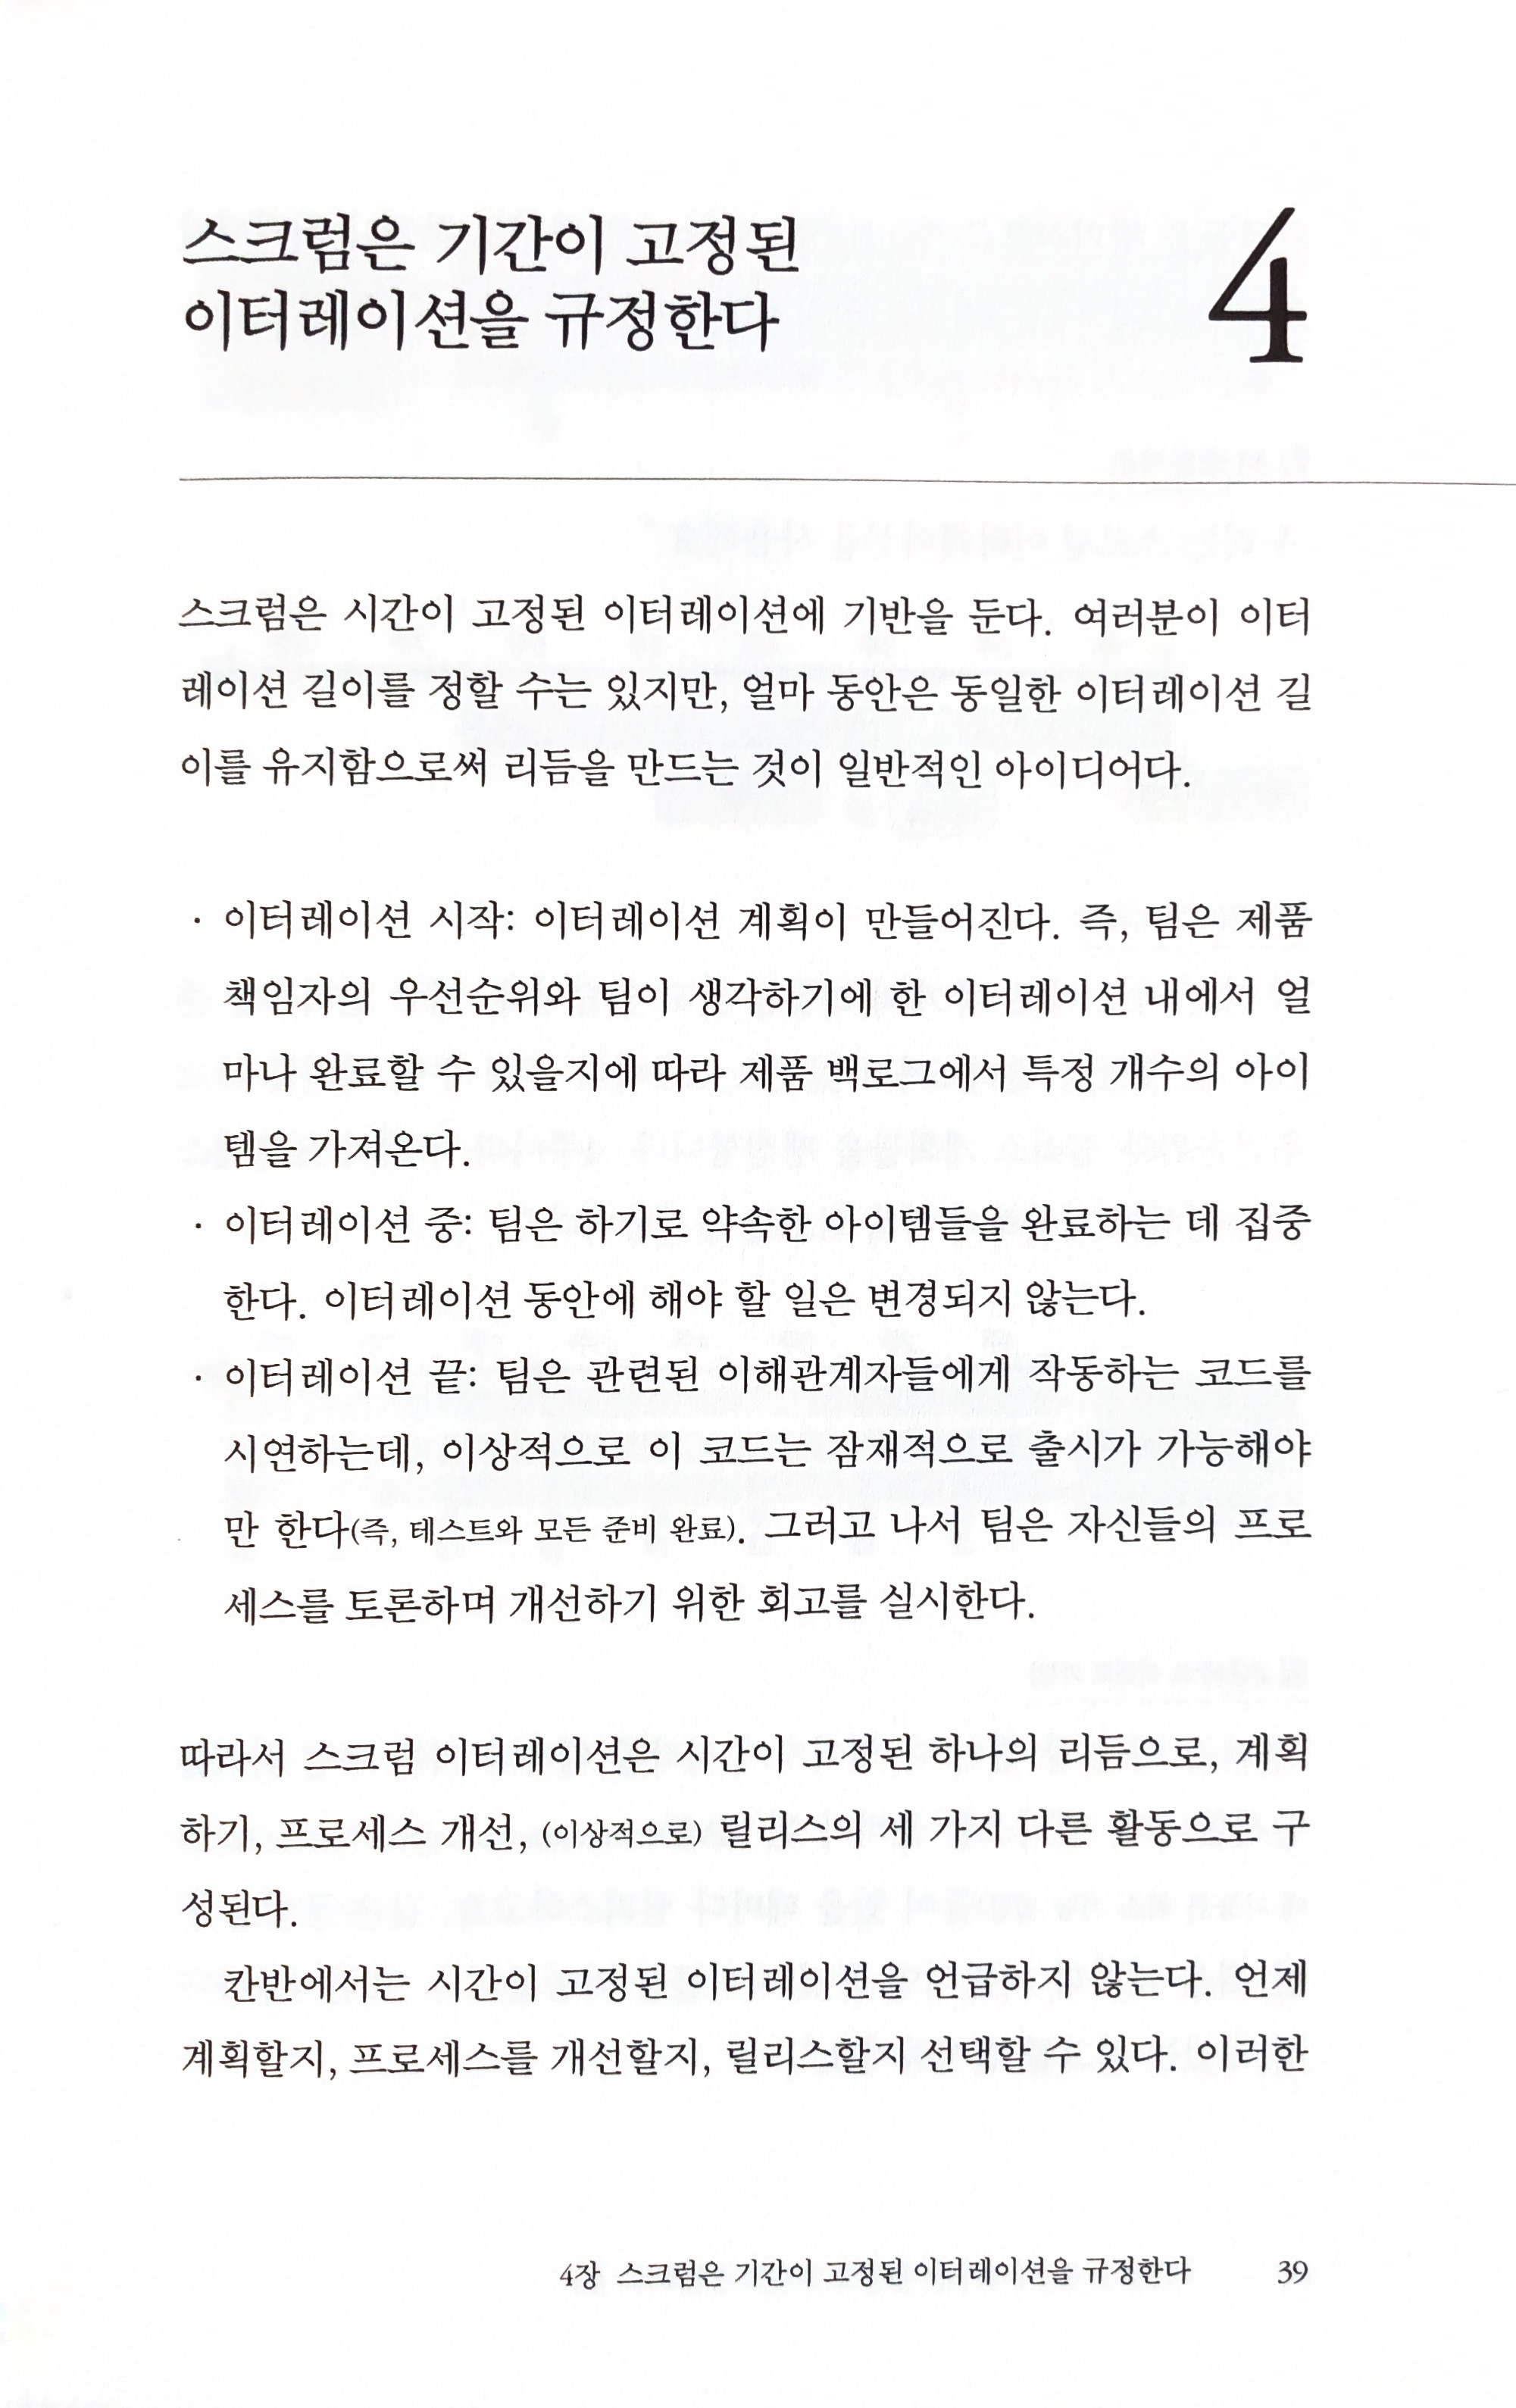 스크럼은 기간이 고정된
이터레이션을 규정한다
4
스크럼은 시간이 고정된 이터레이션에 기반을 둔다. 여러분이 이터
레이션 길이를 정할 수는 있지만, 얼마 동안은 동일한 이터레이션 길
이를 유지함으로써 리듬을 만드는 것이 일반적인 아이디어다.
· 이터레이션 시작: 이터레이션 계획이 만들어진다. 즉, 팀은 제품
책임자의 우선순위와 팀이 생각하기에 한 이터레이션 내에서 얼
마나 완료할 수 있을지에 따라 제품 백로그에서 특정 개수의 아이
템을 가져온다.
· 이터레이션 중: 팀은 하기로 약속한 아이템들을 완료하는 데 집중
한다. 이터레이션 동안에 해야 할 일은 변경되지 않는다.
· 이터레이션 끝: 팀은 관련된 이해관계자들에게 작동하는 코드를
시연하는데, 이상적으로 이 코드는 잠재적으로 출시가 가능해야
만 한다(즉, 테스트와 모든 준비 완료). 그러고 나서 팀은 자신들의 프로
세스를 토론하며 개선하기 위한 회고를 실시한다.
따라서 스크럼 이터레이션은 시간이 고정된 하나의 리듬으로, 계획
하기, 프로세스 개선, (이상적으로) 릴리스의 세 가지 다른 활동으로 구
성된다.
칸반에서는 시간이 고정된 이터레이션을 언급하지 않는다. 언제
계획할지, 프로세스를 개선할지, 릴리스할지 선택할 수 있다. 이러한
4장 스크럼은 기간이 고정된 이터레이션을 규정한다 39